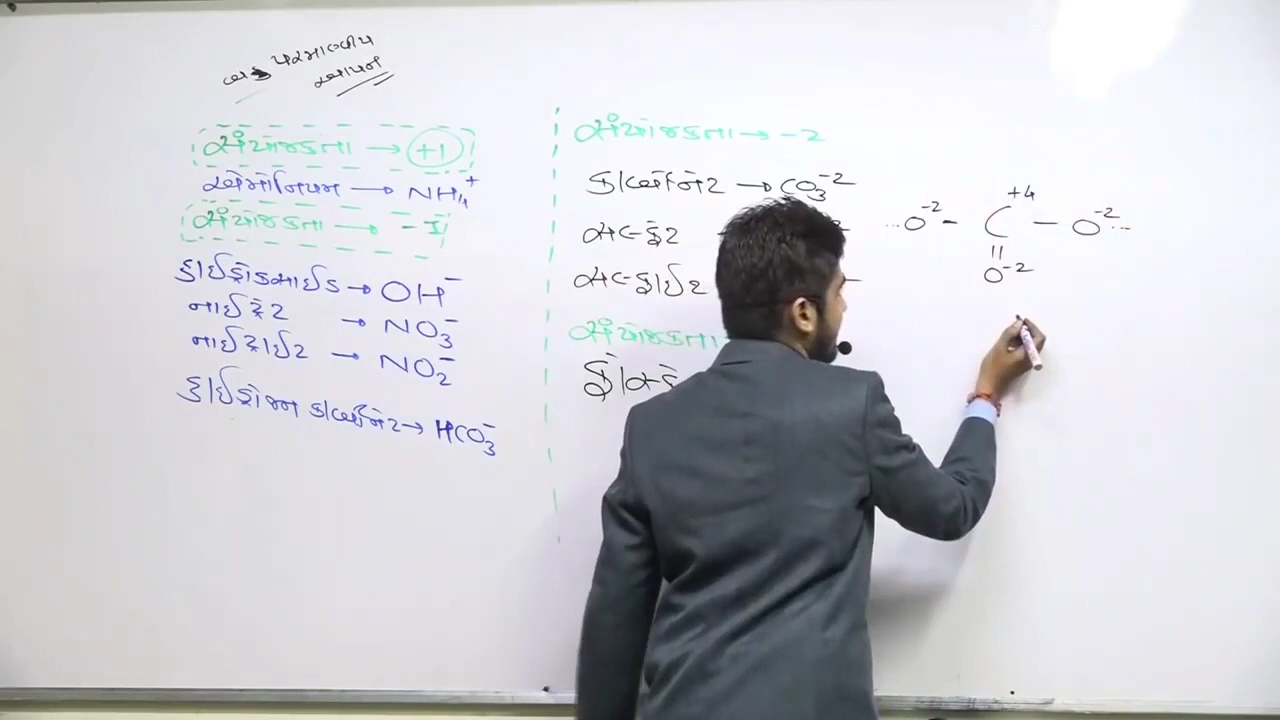 બહુ પરમાણ્વીય
આયન
સંયોજકતા → +1
એમોનિયમ → NH₄⁺
સંયોજકતા → -1
હાઈડ્રોક્સાઈડ → OH⁻
નાઈટ્રેટ → NO₃⁻
નાઈટ્રાઈટ → NO₂⁻
હાઈડ્રોજન કાર્બોનેટ → HCO₃⁻
સંયોજકતા → -2
કાર્બોનેટ → CO₃⁻²
સલ્ફેટ
સલ્ફાઈટ
સંયોજકતા
+4
...O⁻² - C - O⁻²...
||
O⁻²